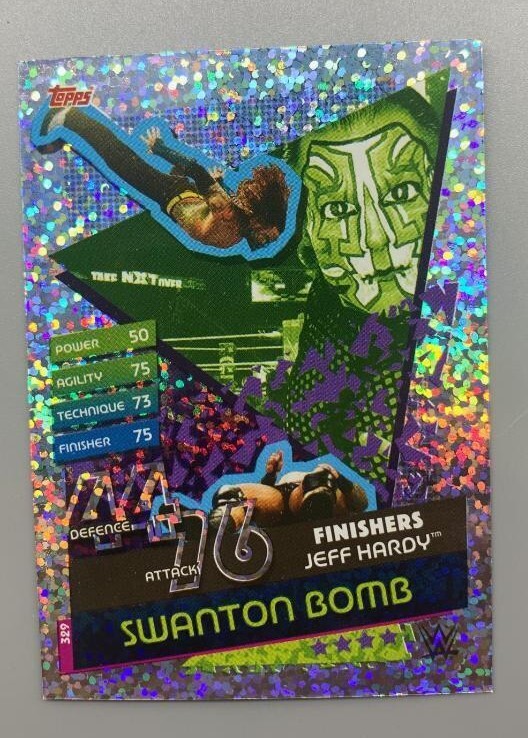 Topps
TAKE NXT OVER
POWER 50
AGILITY 75
TECHNIQUE 73
FINISHER 75
44
DEFENCE
76
ATTACK
FINISHERS
JEFF HARDY™
SWANTON BOMB
329
W